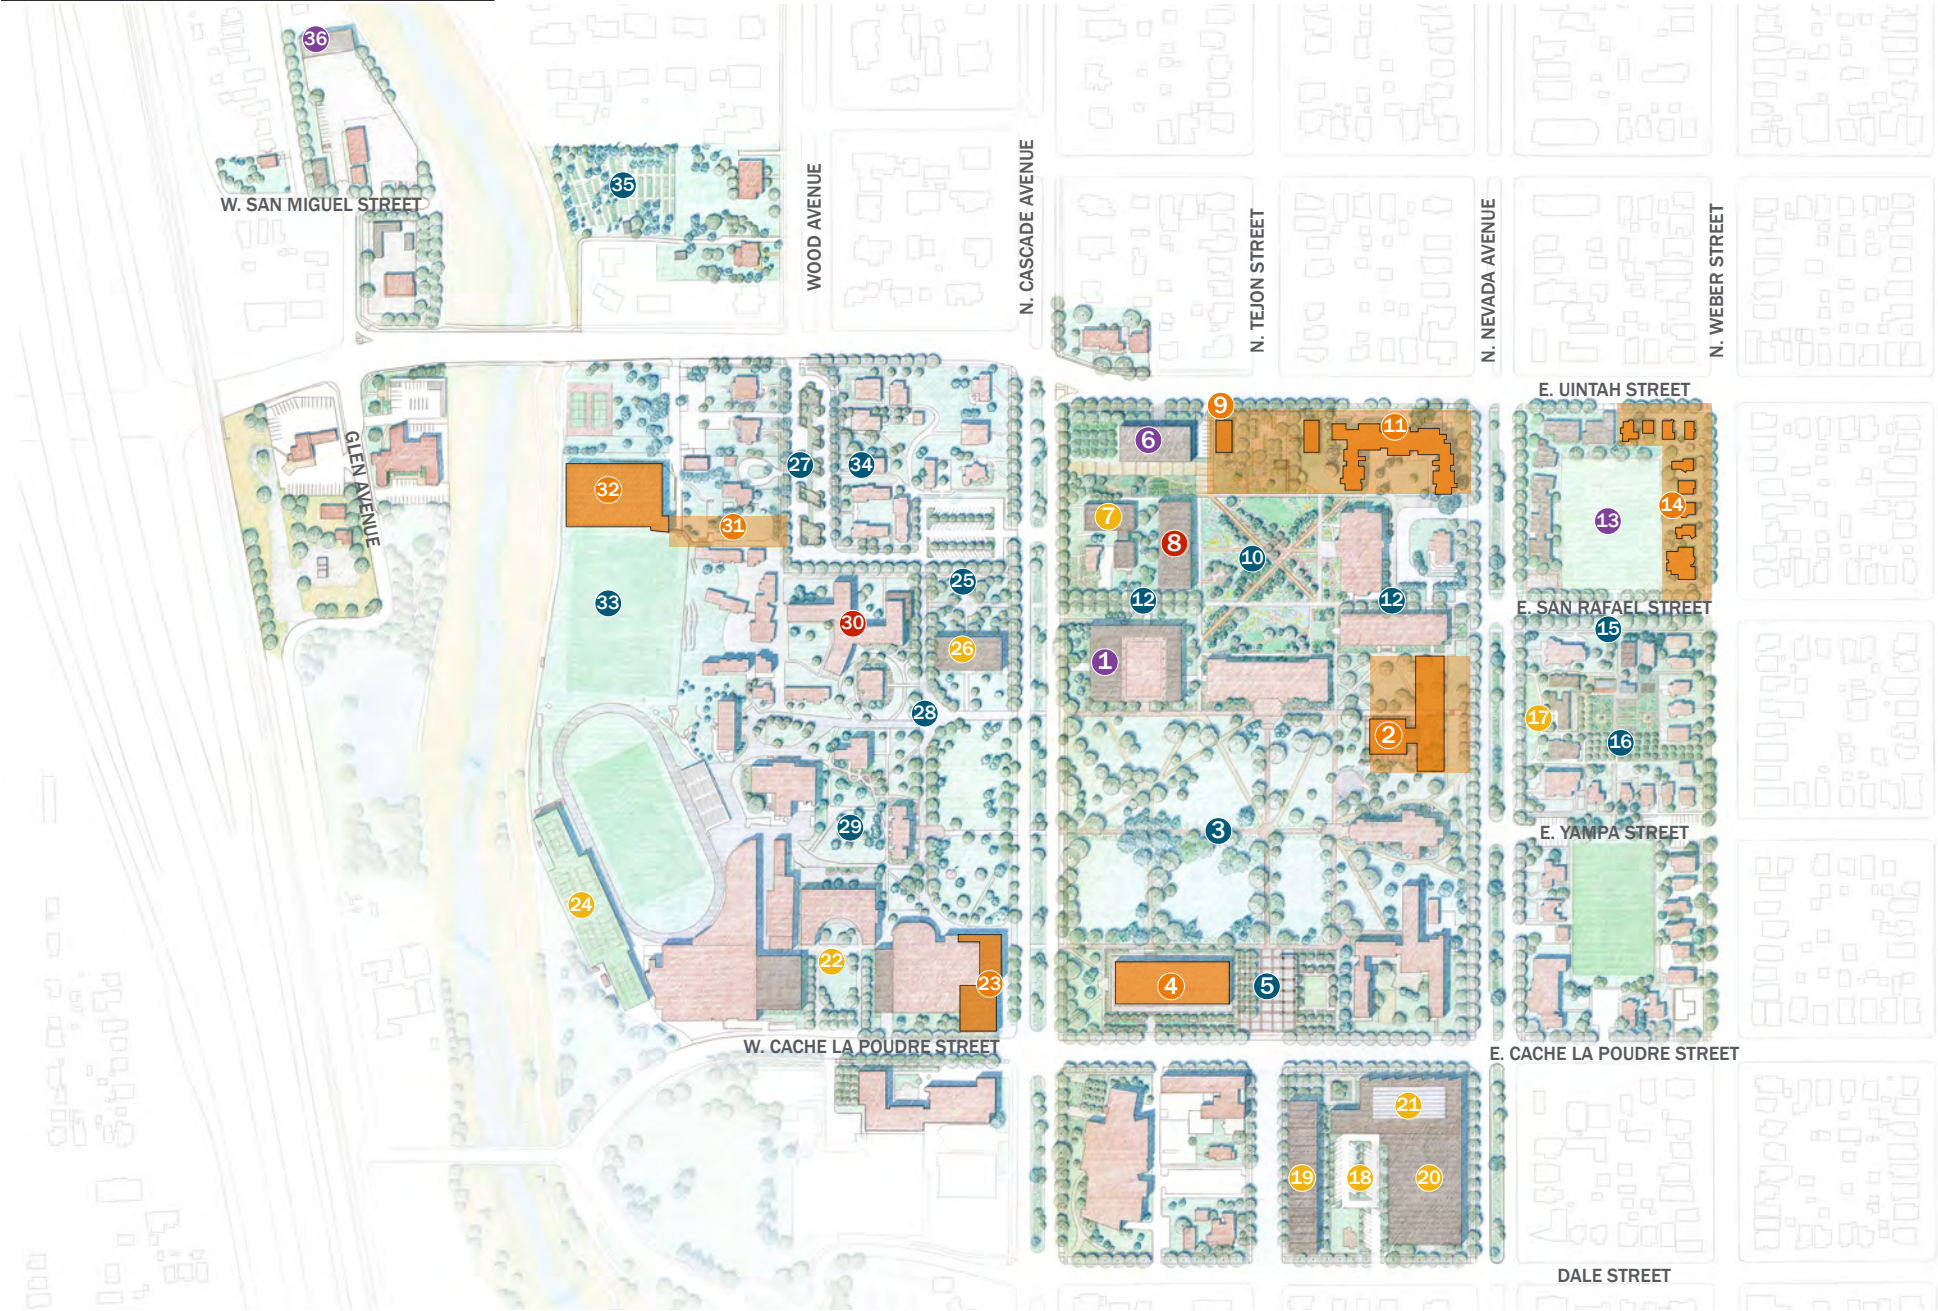 36
35
W. SAN MIGUEL STREET
WOOD AVENUE
N. CASCADE AVENUE
N. TEJON STREET
N. NEVADA AVENUE
N. WEBER STREET
E. UINTAH STREET
9
11
6
GLEN AVENUE
27
34
32
31
7
8
10
13
14
33
25
12
12
E. SAN RAFAEL STREET
30
26
15
1
28
2
17
16
29
3
E. YAMPA STREET
24
22
23
4
5
W. CACHE LA POUDRE STREET
E. CACHE LA POUDRE STREET
21
19
18
20
DALE STREET